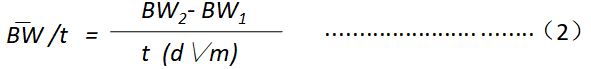 B̅W̅/t = BW₂- BW₁ / t (d ∨m) ............................... (2)